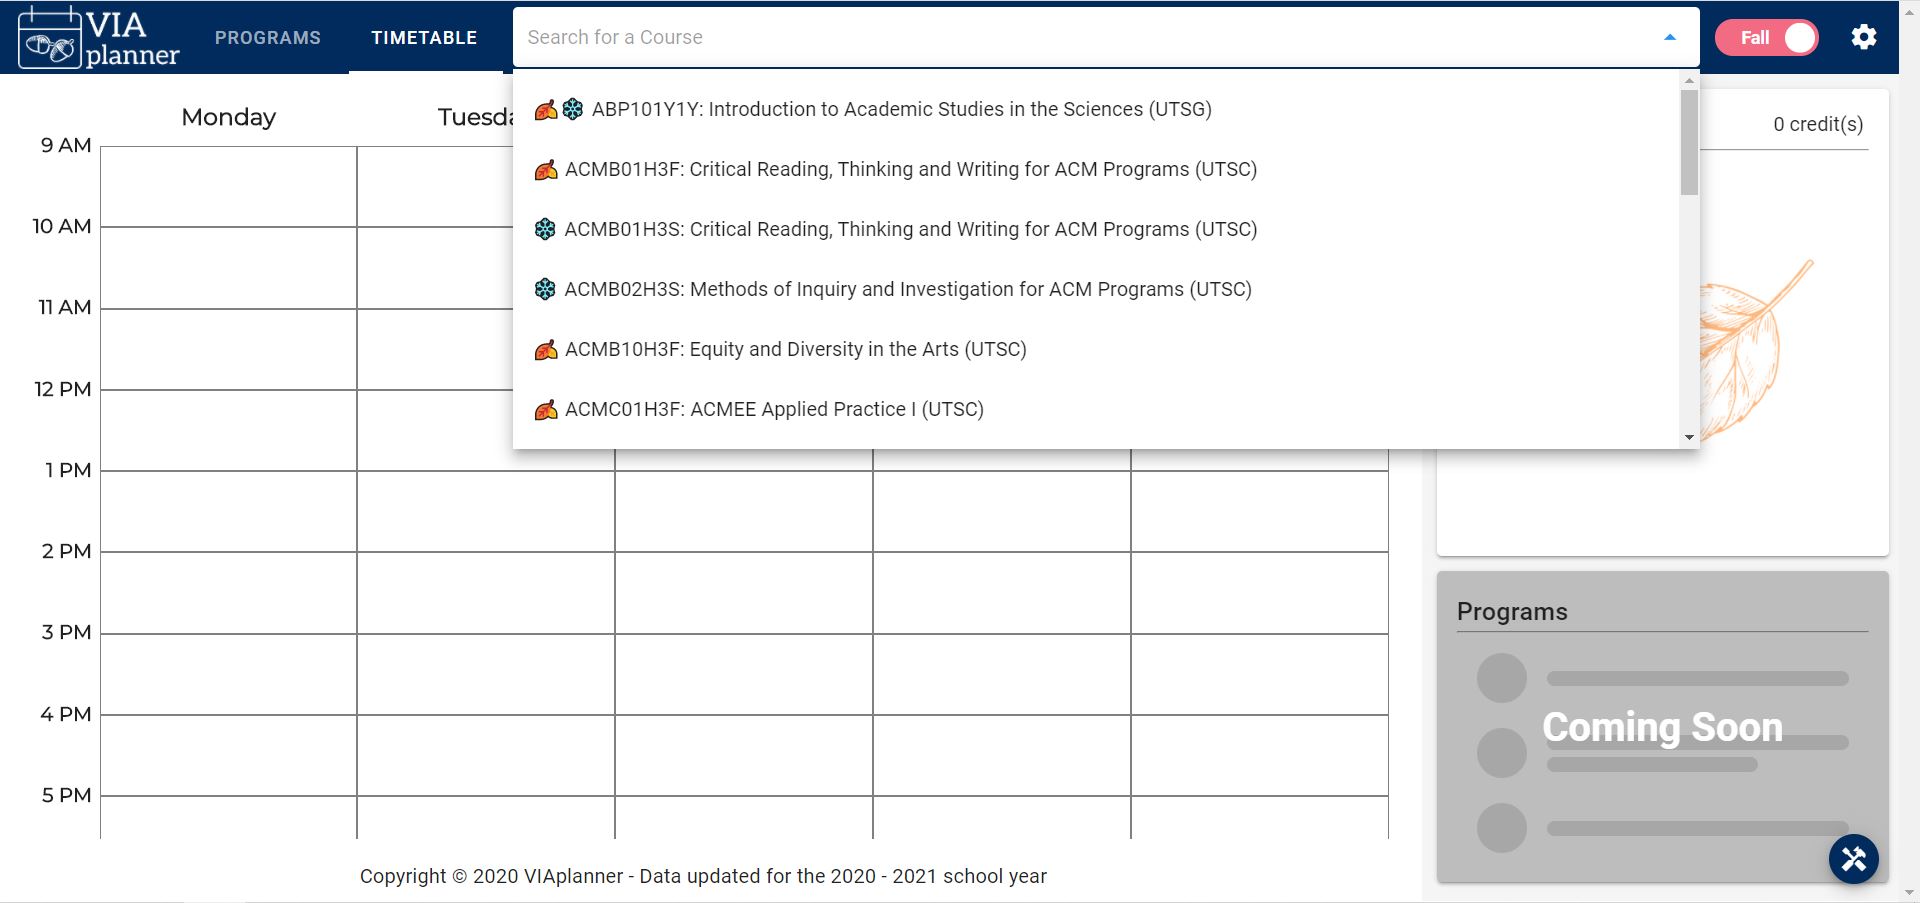 VIA
planner
PROGRAMS
TIMETABLE
Search for a Course
Fall
ABP101Y1Y: Introduction to Academic Studies in the Sciences (UTSG)
ACMB01H3F: Critical Reading, Thinking and Writing for ACM Programs (UTSC)
ACMB01H3S: Critical Reading, Thinking and Writing for ACM Programs (UTSC)
ACMB02H3S: Methods of Inquiry and Investigation for ACM Programs (UTSC)
ACMB10H3F: Equity and Diversity in the Arts (UTSC)
ACMC01H3F: ACMEE Applied Practice I (UTSC)
Monday
Tuesda
9 AM
10 AM
11 AM
12 PM
1 PM
2 PM
3 PM
4 PM
5 PM
0 credit(s)
Programs
Coming Soon
Copyright © 2020 VIAplanner - Data updated for the 2020 - 2021 school year